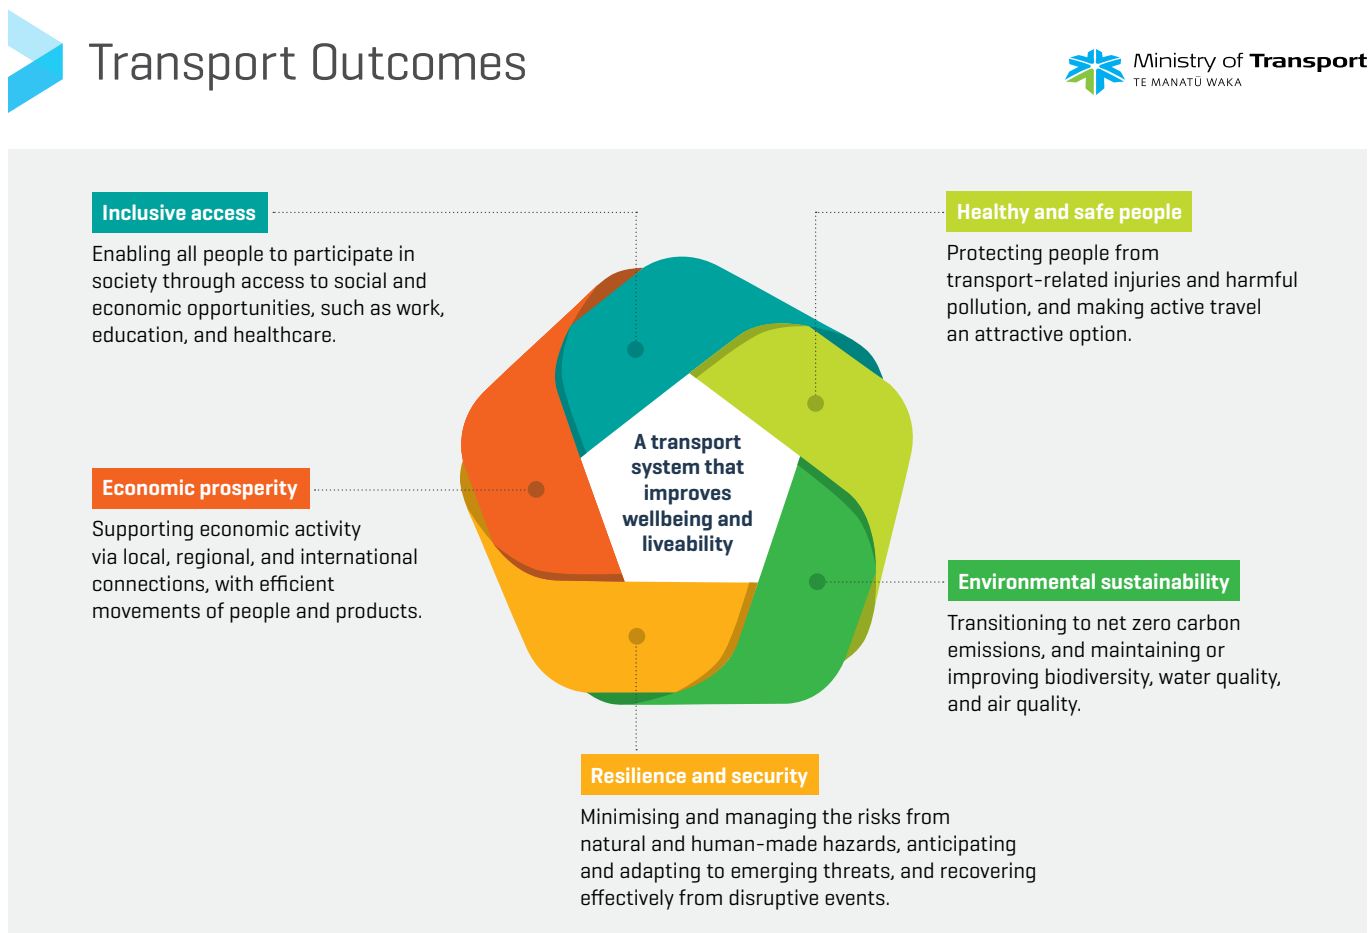 Transport Outcomes
Ministry of Transport
TE MANATŪ WAKA
Inclusive access
Enabling all people to participate in
society through access to social and
economic opportunities, such as work,
education, and healthcare.
Healthy and safe people
Protecting people from
transport-related injuries and harmful
pollution, and making active travel
an attractive option.
A transport
system that
improves
wellbeing and
liveability
Economic prosperity
Supporting economic activity
via local, regional, and international
connections, with efficient
movements of people and products.
Environmental sustainability
Transitioning to net zero carbon
emissions, and maintaining or
improving biodiversity, water quality,
and air quality.
Resilience and security
Minimising and managing the risks from
natural and human-made hazards, anticipating
and adapting to emerging threats, and recovering
effectively from disruptive events.